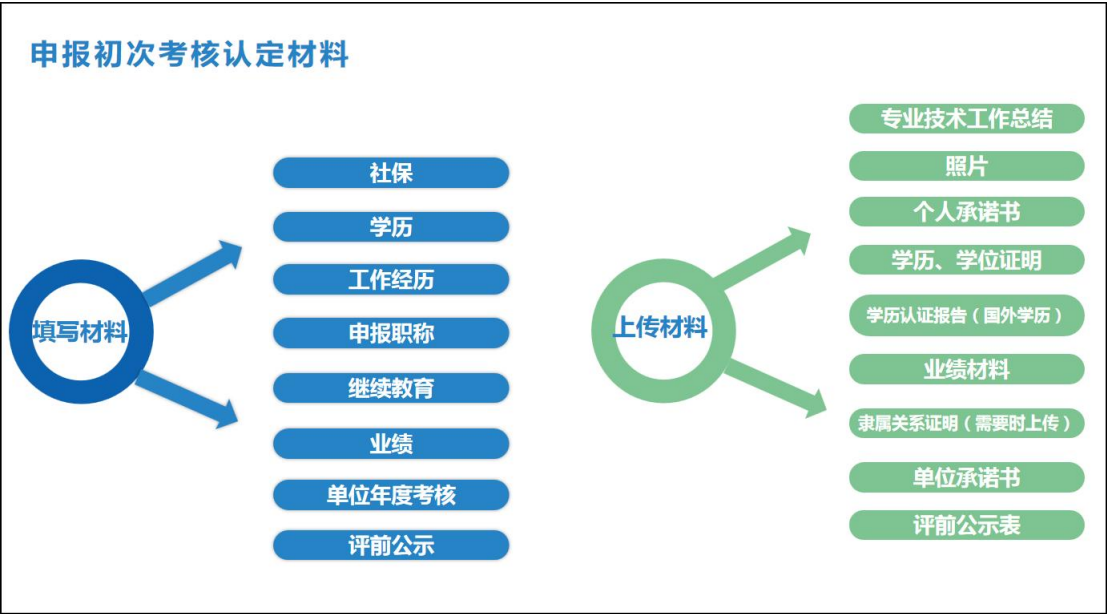 申报初次考核认定材料
填写材料
社保
学历
工作经历
申报职称
继续教育
业绩
单位年度考核
评前公示
上传材料
专业技术工作总结
照片
个人承诺书
学历、学位证明
学历认证报告（国外学历）
业绩材料
隶属关系证明（需要时上传）
单位承诺书
评前公示表